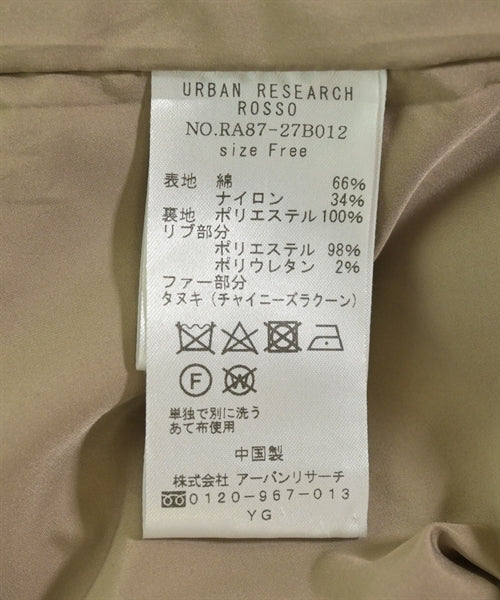 URBAN RESEARCH
ROSSO
NO.RA87-27B012
size Free
表地 綿 66%
ナイロン 34%
裏地 ポリエステル 100%
リブ部分
ポリエステル 98%
ポリウレタン 2%
ファー部分
タヌキ(チャイニーズラクーン)
F W
単独で別に洗う
あて布使用
中国製
株式会社 アーバンリサーチ
0120-967-013
YG